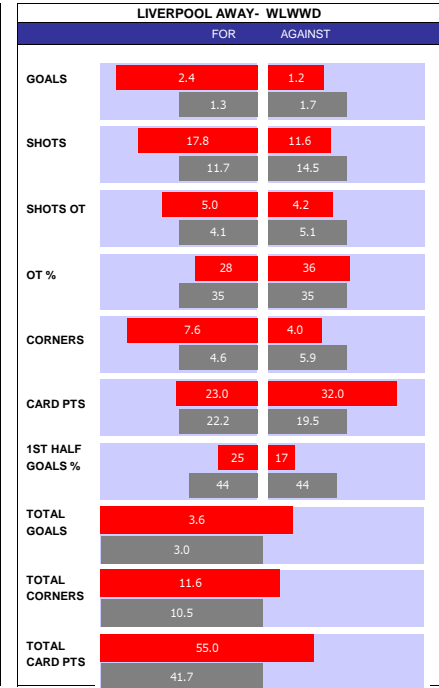 LIVERPOOL AWAY- WLWWD
FOR AGAINST
GOALS
2.4 1.2
1.3 1.7
SHOTS
17.8 11.6
11.7 14.5
SHOTS OT
5.0 4.2
4.1 5.1
OT %
28 36
35 35
CORNERS
7.6 4.0
4.6 5.9
CARD PTS
23.0 32.0
22.2 19.5
1ST HALF
GOALS %
25 17
44 44
TOTAL
GOALS
3.6
3.0
TOTAL
CORNERS
11.6
10.5
TOTAL
CARD PTS
55.0
41.7